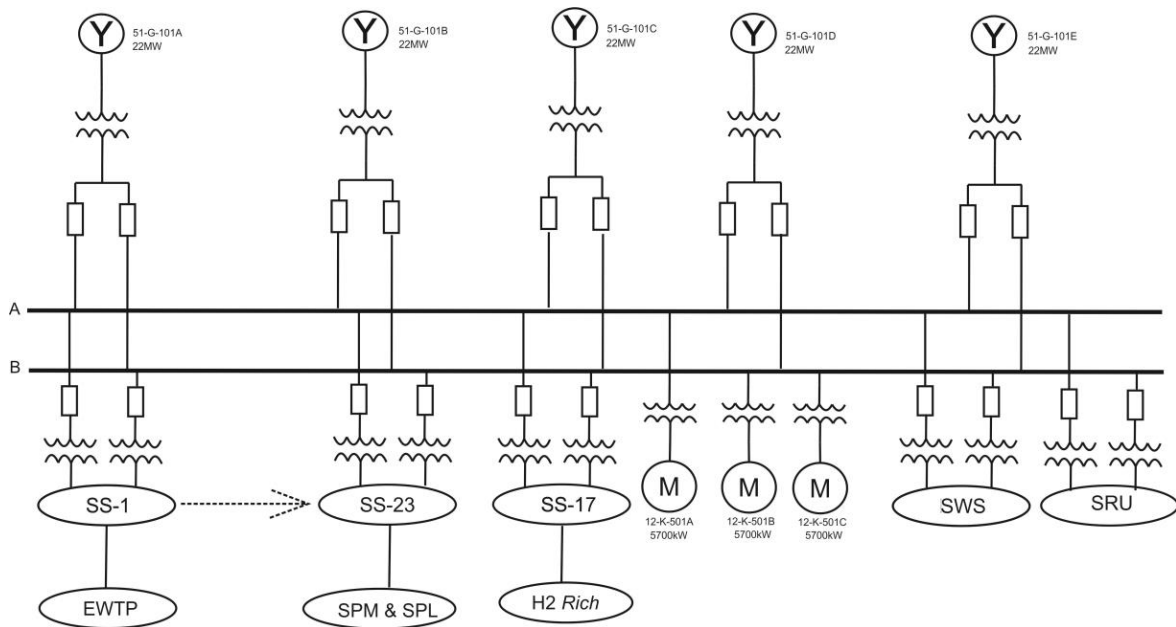 Y
51-G-101A
22MW
Y
51-G-101B
22MW
Y
51-G-101C
22MW
Y
51-G-101D
22MW
Y
51-G-101E
22MW
A
B
SS-1
SS-23
SS-17
M
12-K-501A
5700kW
M
12-K-501B
5700kW
M
12-K-501C
5700kW
SWS
SRU
EWTP
SPM & SPL
H2 Rich